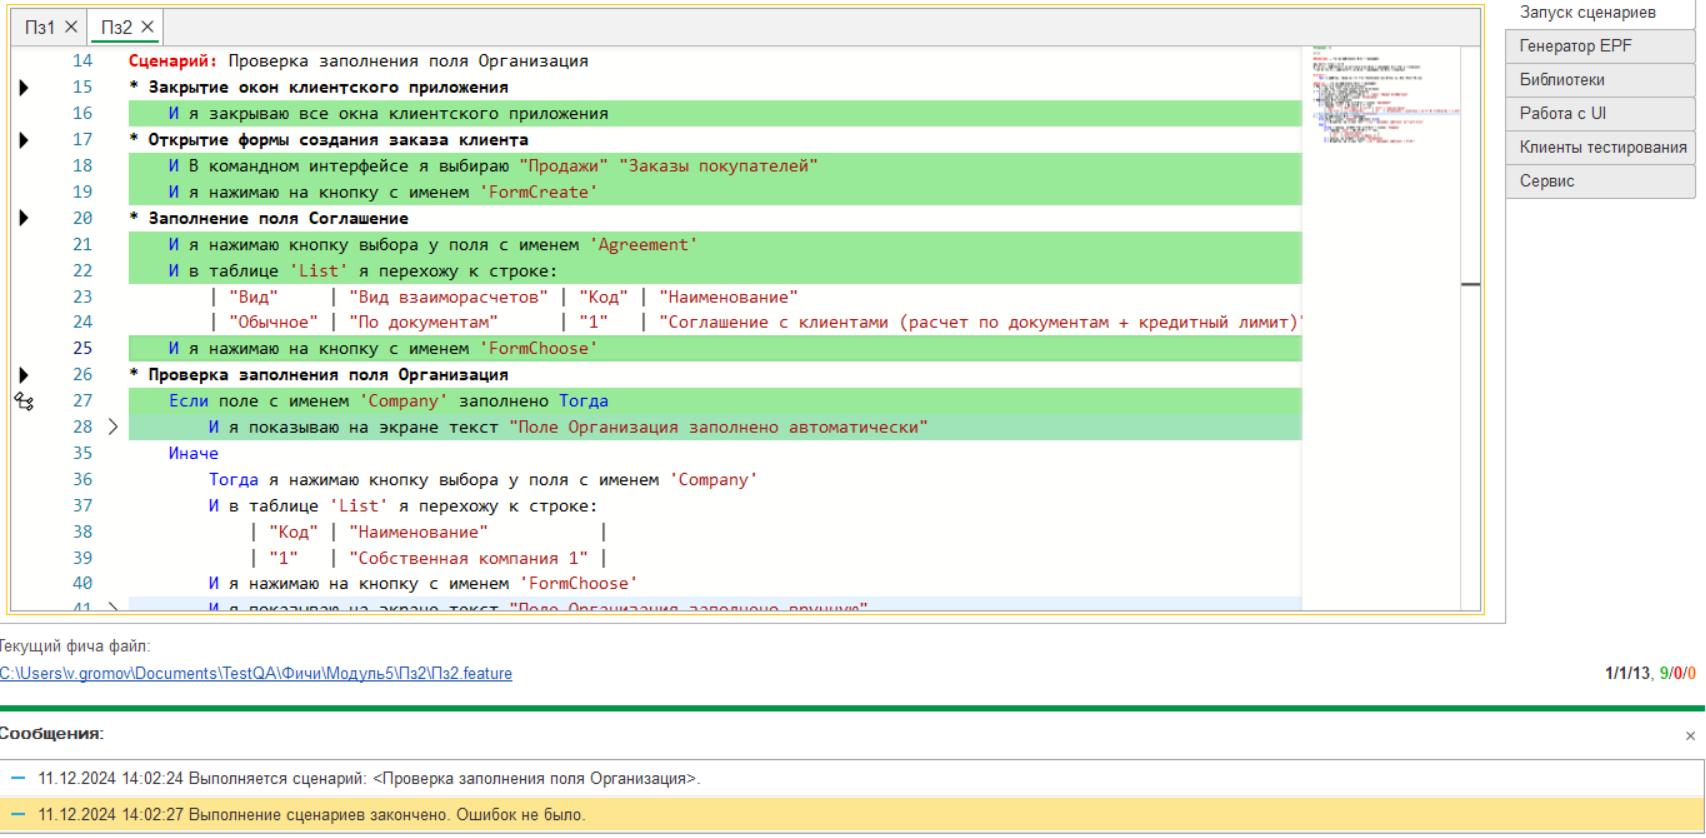 Пз1 × Пз2 ×
14 Сценарий: Проверка заполнения поля Организация
15 * Закрытие окон клиентского приложения
16 И я закрываю все окна клиентского приложения
17 * Открытие формы создания заказа клиента
18 И В командном интерфейсе я выбираю "Продажи" "Заказы покупателей"
19 И я нажимаю на кнопку с именем 'FormCreate'
20 * Заполнение поля Соглашение
21 И я нажимаю кнопку выбора у поля с именем 'Agreement'
22 И в таблице 'List' я перехожу к строке:
23 | "Вид" | "Вид взаиморасчетов" | "Код" | "Наименование"
24 | "Обычное" | "По документам" | "1" | "Соглашение с клиентами (расчет по документам + кредитный лимит)"
25 И я нажимаю на кнопку с именем 'FormChoose'
26 * Проверка заполнения поля Организация
27 Если поле с именем 'Company' заполнено Тогда
28 И я показываю на экране текст "Поле Организация заполнено автоматически"
35 Иначе
36 Тогда я нажимаю кнопку выбора у поля с именем 'Company'
37 И в таблице 'List' я перехожу к строке:
38 | "Код" | "Наименование" |
39 | "1" | "Собственная компания 1" |
40 И я нажимаю на кнопку с именем 'FormChoose'
41 И я показываю на экране текст "Поле Организация заполнено вручную"
Запуск сценариев
Генератор EPF
Библиотеки
Работа с UI
Клиенты тестирования
Сервис
Текущий фича файл:
C:\Users\v.gromov\Documents\TestQA\Фичи\Модуль5\Пз2\Пз2.feature
1/1/13, 9/0/0
Сообщения: ×
11.12.2024 14:02:24 Выполняется сценарий: <Проверка заполнения поля Организация>.
11.12.2024 14:02:27 Выполнение сценариев закончено. Ошибок не было.